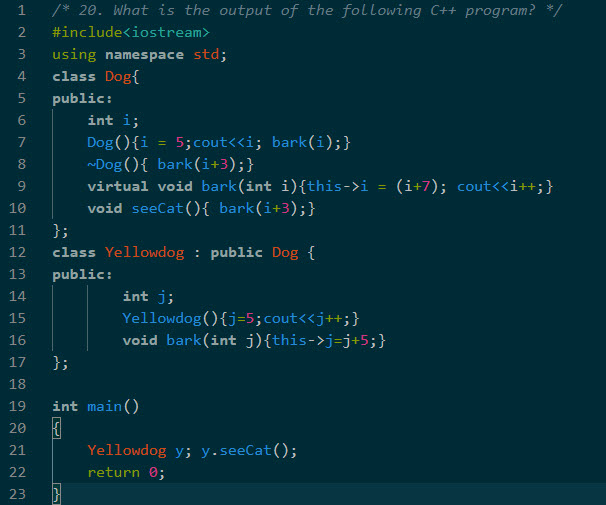 1 /* 20. What is the output of the following C++ program? */
2 #include<iostream>
3 using namespace std;
4 class Dog{
5 public:
6 int i;
7 Dog(){i = 5;cout<<i; bark(i);}
8 ~Dog(){ bark(i+3);}
9 virtual void bark(int i){this->i = (i+7); cout<<i++;}
10 void seeCat(){ bark(i+3);}
11 };
12 class Yellowdog : public Dog {
13 public:
14 int j;
15 Yellowdog(){j=5;cout<<j++;}
16 void bark(int j){this->j=j+5;}
17 };
18
19 int main()
20 {
21 Yellowdog y; y.seeCat();
22 return 0;
23 }